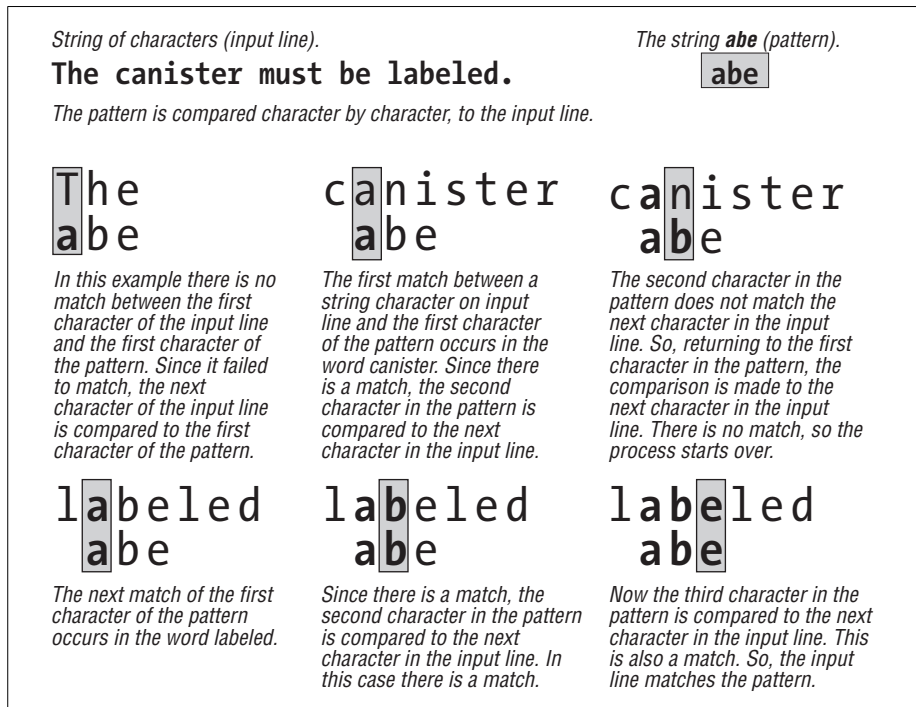 String of characters (input line).
The string abe (pattern).
The canister must be labeled.
abe
The pattern is compared character by character, to the input line.
The
abe
In this example there is no
match between the first
character of the input line
and the first character of
the pattern. Since it failed
to match, the next
character of the input line
is compared to the first
character of the pattern.
canister
abe
The first match between a
string character on input
line and the first character
of the pattern occurs in the
word canister. Since there
is a match, the second
character in the pattern is
compared to the next
character in the input line.
canister
abe
The second character in the
pattern does not match the
next character in the input
line. So, returning to the first
character in the pattern, the
comparison is made to the
next character in the input
line. There is no match, so the
process starts over.
labeled
abe
The next match of the first
character of the pattern
occurs in the word labeled.
labeled
abe
Since there is a match, the
second character in the pattern
is compared to the next
character in the input line. In
this case there is a match.
labeled
abe
Now the third character in the
pattern is compared to the next
character in the input line. This
is also a match. So, the input
line matches the pattern.